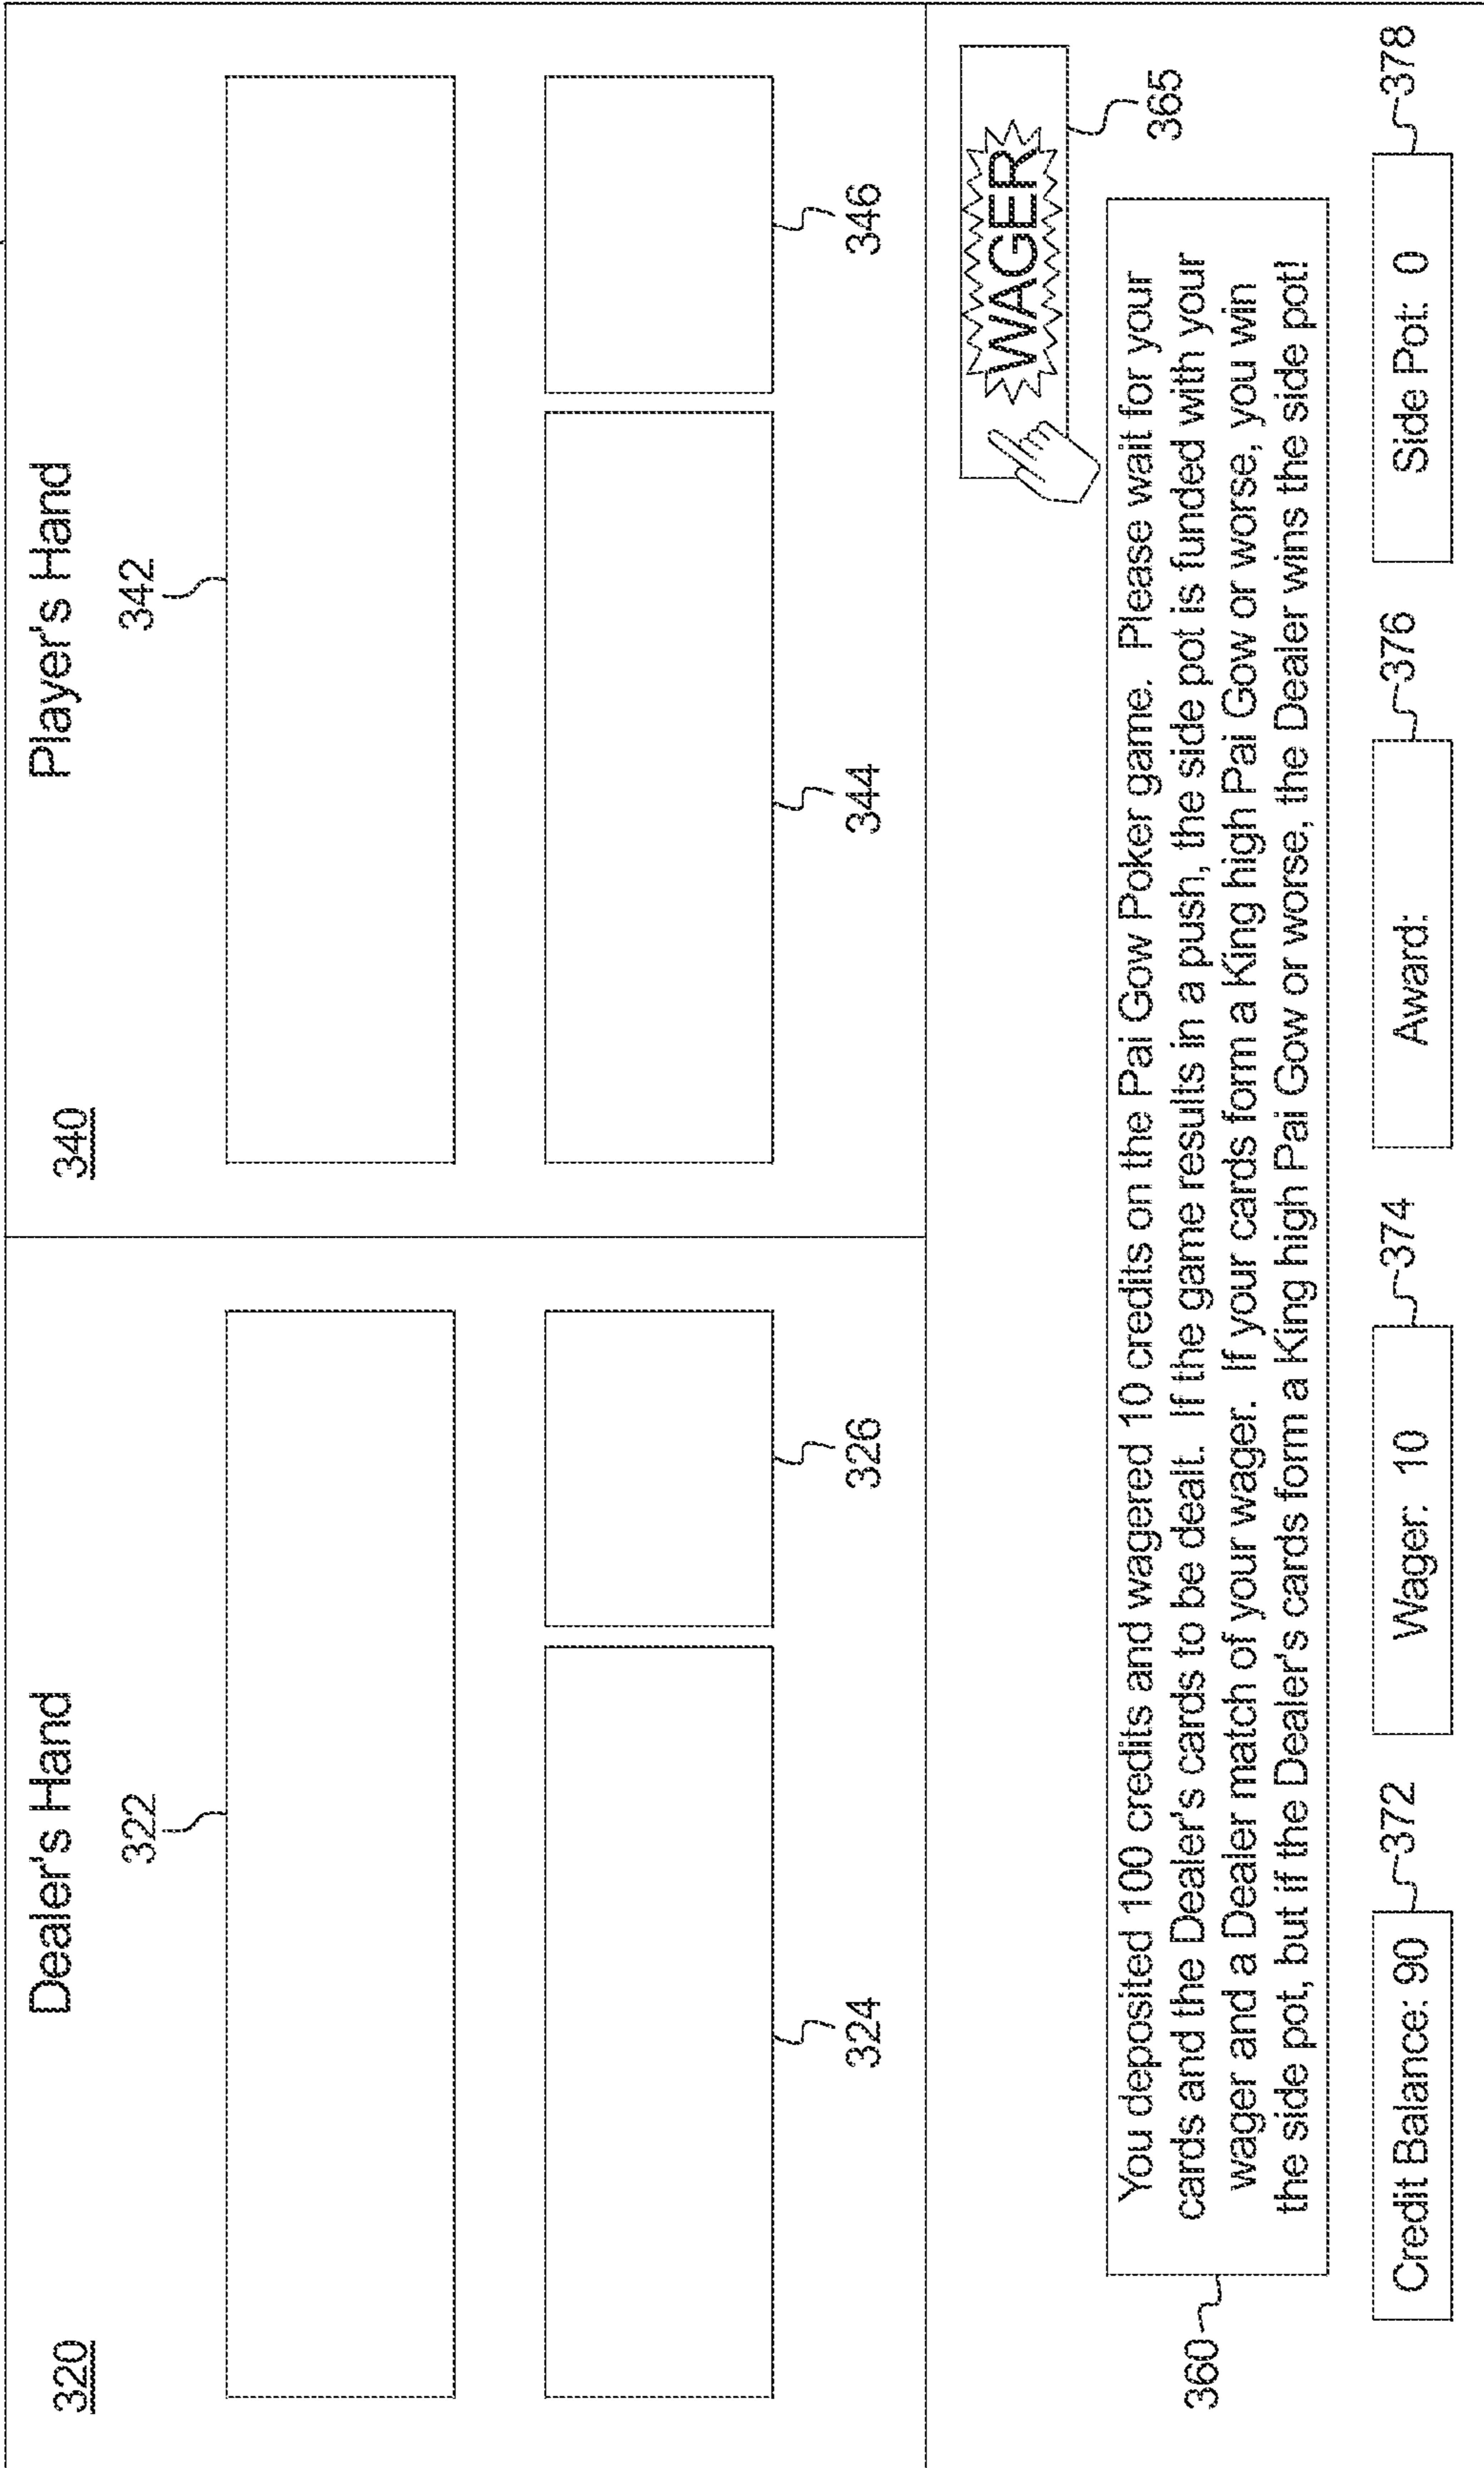 320
Dealer's Hand
322
324
326
340
Player's Hand
342
344
346
WAGER
365
360
You deposited 100 credits and wagered 10 credits on the Pai Gow Poker game.  Please wait for your
cards and the Dealer's cards to be dealt.  If the game results in a push, the side pot is funded with your
wager and a Dealer match of your wager.  If your cards form a King high Pai Gow or worse, you win
the side pot, but if the Dealer's cards form a King high Pai Gow or worse, the Dealer wins the side pot!
Credit Balance: 90
372
Wager:  10
374
Award:
376
Side Pot:  0
378